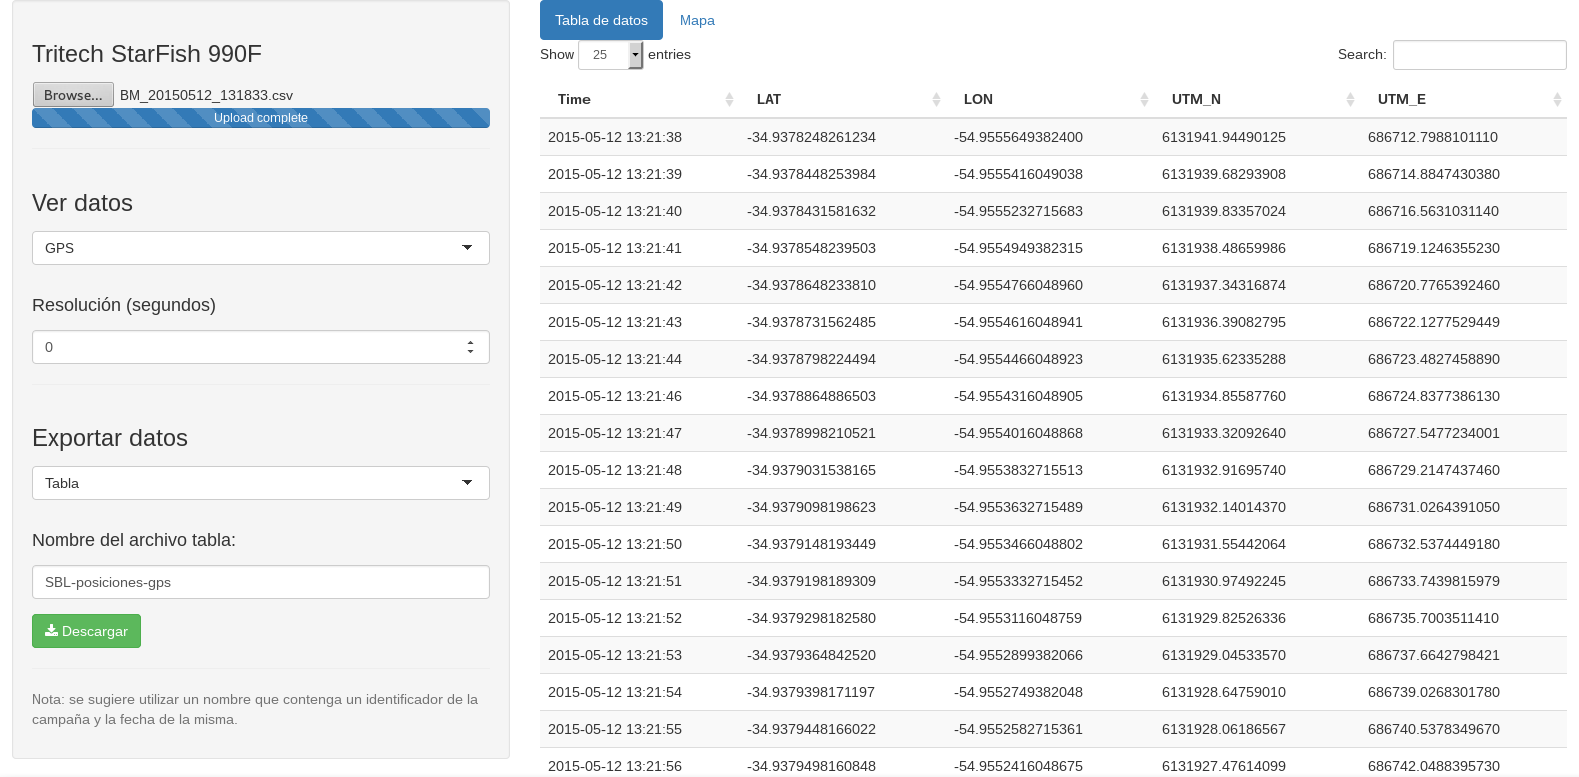 Tritech StarFish 990F
Browse... BM_20150512_131833.csv
Upload complete
Ver datos
GPS
Resolución (segundos)
0
Exportar datos
Tabla
Nombre del archivo tabla:
SBL-posiciones-gps
Descargar
Nota: se sugiere utilizar un nombre que contenga un identificador de la
campaña y la fecha de la misma.
Tabla de datos Mapa
Show 25 entries Search:
Time LAT LON UTM_N UTM_E
2015-05-12 13:21:38 -34.9378248261234 -54.9555649382400 6131941.94490125 686712.7988101110
2015-05-12 13:21:39 -34.9378448253984 -54.9555416049038 6131939.68293908 686714.8847430380
2015-05-12 13:21:40 -34.9378431581632 -54.9555232715683 6131939.83357024 686716.5631031140
2015-05-12 13:21:41 -34.9378548239503 -54.9554949382315 6131938.48659986 686719.1246355230
2015-05-12 13:21:42 -34.9378648233810 -54.9554766048960 6131937.34316874 686720.7765392460
2015-05-12 13:21:43 -34.9378731562485 -54.9554616048941 6131936.39082795 686722.1277529449
2015-05-12 13:21:44 -34.9378798224494 -54.9554466048923 6131935.62335288 686723.4827458890
2015-05-12 13:21:46 -34.9378864886503 -54.9554316048905 6131934.85587760 686724.8377386130
2015-05-12 13:21:47 -34.9378998210521 -54.9554016048868 6131933.32092640 686727.5477234001
2015-05-12 13:21:48 -34.9379031538165 -54.9553832715513 6131932.91695740 686729.2147437460
2015-05-12 13:21:49 -34.9379098198623 -54.9553632715489 6131932.14014370 686731.0264391050
2015-05-12 13:21:50 -34.9379148193449 -54.9553466048802 6131931.55442064 686732.5374449180
2015-05-12 13:21:51 -34.9379198189309 -54.9553332715452 6131930.97492245 686733.7439815979
2015-05-12 13:21:52 -34.9379298182580 -54.9553116048759 6131929.82526336 686735.7003511410
2015-05-12 13:21:53 -34.9379364842520 -54.9552899382066 6131929.04533570 686737.6642798421
2015-05-12 13:21:54 -34.9379398171197 -54.9552749382048 6131928.64759010 686739.0268301780
2015-05-12 13:21:55 -34.9379448166022 -54.9552582715361 6131928.06186567 686740.5378349670
2015-05-12 13:21:56 -34.9379498160848 -54.9552416048675 6131927.47614099 686742.0488395730